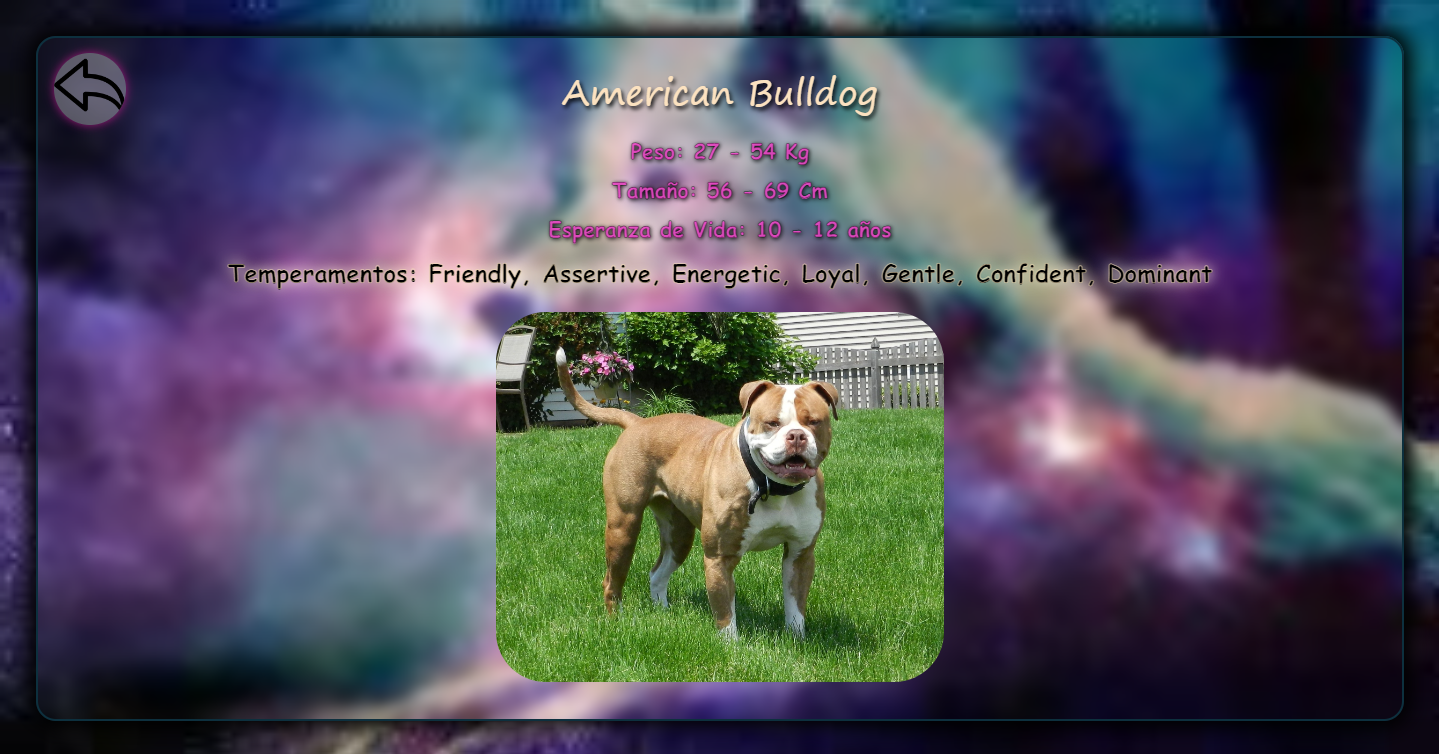 American Bulldog
Peso: 27 - 54 Kg
Tamaño: 56 - 69 Cm
Esperanza de Vida: 10 - 12 años
Temperamentos: Friendly, Assertive, Energetic, Loyal, Gentle, Confident, Dominant